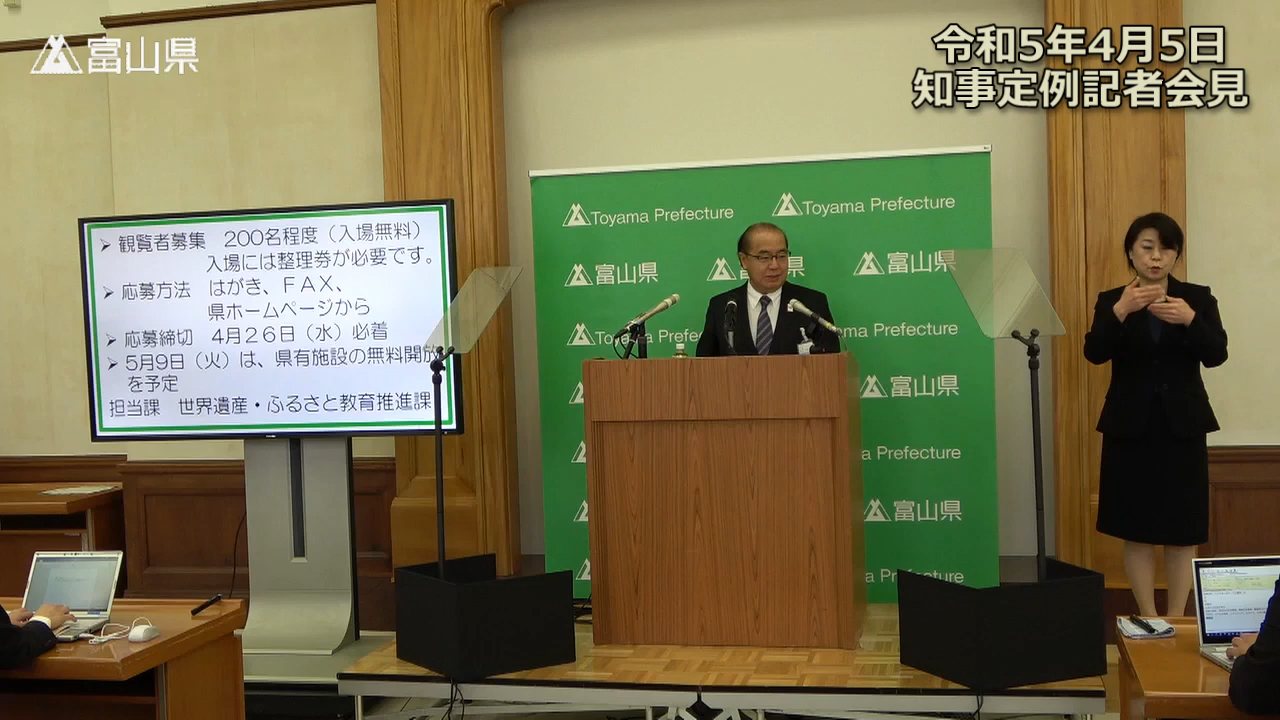 富山県
令和5年4月5日
知事定例記者会見
➢ 観覧者募集 200名程度（入場無料）
入場には整理券が必要です。
➢ 応募方法 はがき、ＦＡＸ、
県ホームページから
➢ 応募締切 4月26日（水）必着
➢ 5月9日（火）は、県有施設の無料開放
を予定
担当課 世界遺産・ふるさと教育推進課
Toyama Prefecture
Toyama Prefecture
富山県
県
富山県
Toyama Prefe
ma Prefecture
富山県
ma Prefecture
富山県